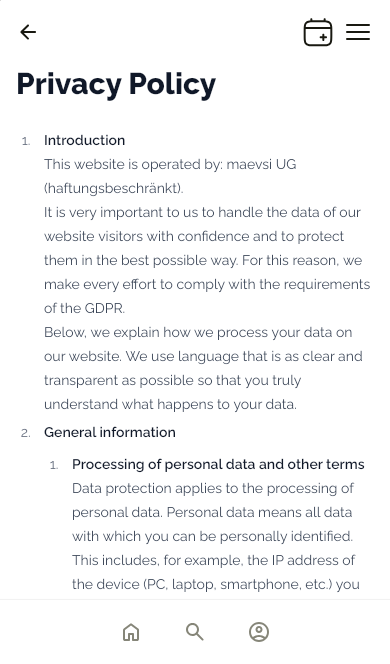 Privacy Policy
1. Introduction
This website is operated by: maevsi UG
(haftungsbeschränkt).
It is very important to us to handle the data of our
website visitors with confidence and to protect
them in the best possible way. For this reason, we
make every effort to comply with the requirements
of the GDPR.
Below, we explain how we process your data on
our website. We use language that is as clear and
transparent as possible so that you truly
understand what happens to your data.
2. General information
1. Processing of personal data and other terms
Data protection applies to the processing of
personal data. Personal data means all data
with which you can be personally identified.
This includes, for example, the IP address of
the device (PC, laptop, smartphone, etc.) you